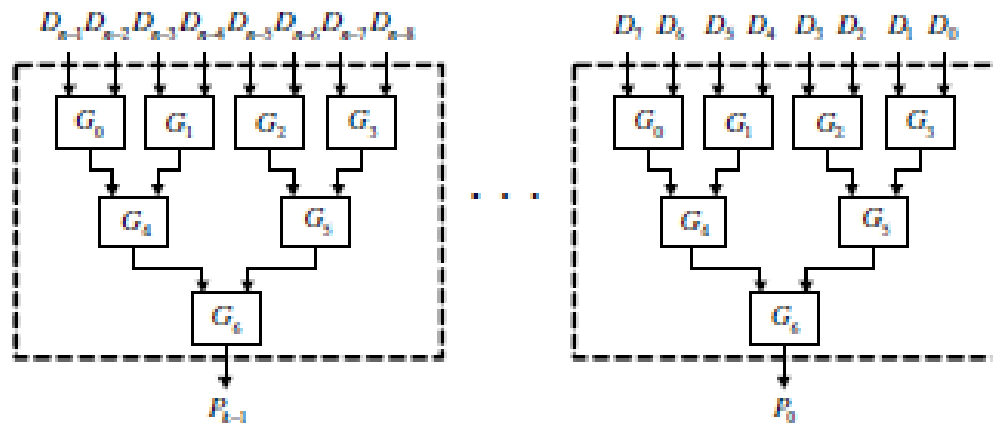 Dₙ₋₁ Dₙ₋₂ Dₙ₋₃ Dₙ₋₄ Dₙ₋₅ Dₙ₋₆ Dₙ₋₇ Dₙ₋₈
D₇ D₆ D₅ D₄ D₃ D₂ D₁ D₀
G₀ G₁ G₂ G₃
G₀ G₁ G₂ G₃
G₄ G₅
. . .
G₄ G₅
G₆
G₆
Pₖ₋₁
P₀